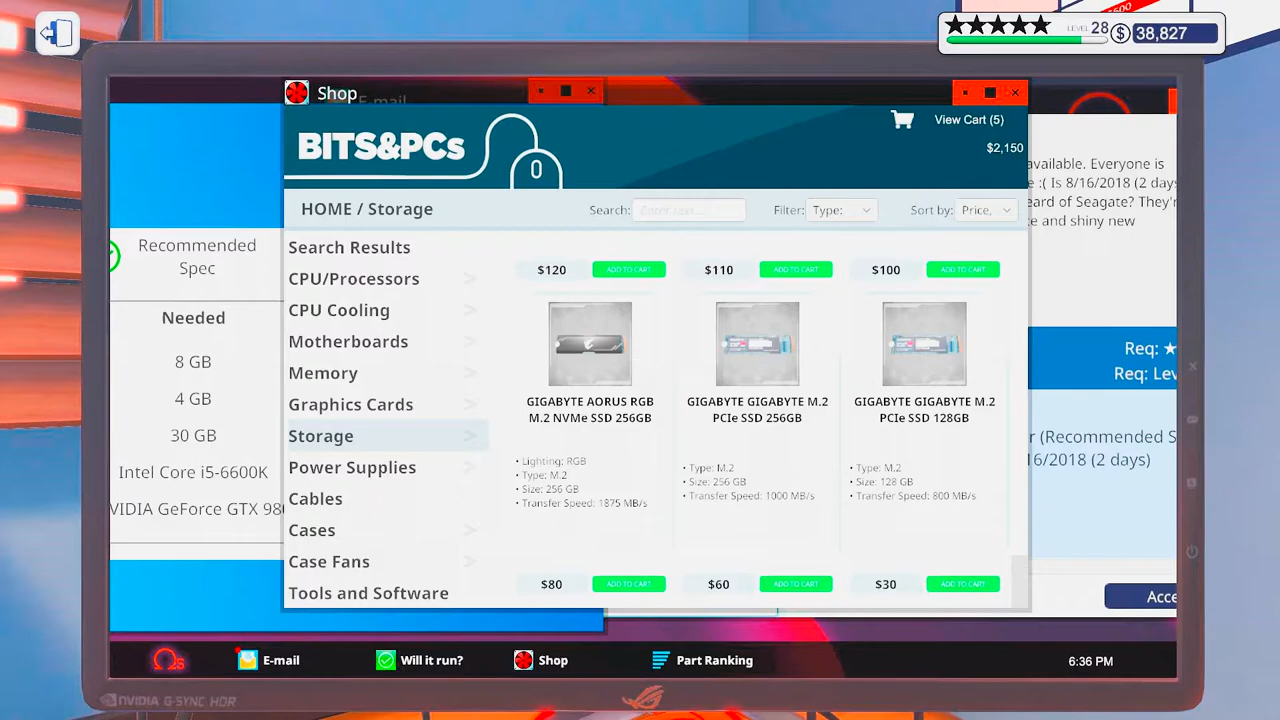 LEVEL 28
$ 38,827
Shop
E-mail
BITS&PCs
View Cart (5)
$2,150
HOME / Storage
Search: Enter text...
Filter: Type:
Sort by: Price,
Search Results
CPU/Processors
CPU Cooling
Motherboards
Memory
Graphics Cards
Storage
Power Supplies
Cables
Cases
Case Fans
Tools and Software
$120
ADD TO CART
$110
ADD TO CART
$100
ADD TO CART
GIGABYTE AORUS RGB
M.2 NVMe SSD 256GB
• Lighting: RGB
• Type: M.2
• Size: 256 GB
• Transfer Speed: 1875 MB/s
$80
ADD TO CART
GIGABYTE GIGABYTE M.2
PCIe SSD 256GB
• Type: M.2
• Size: 256 GB
• Transfer Speed: 1000 MB/s
$60
ADD TO CART
GIGABYTE GIGABYTE M.2
PCIe SSD 128GB
• Type: M.2
• Size: 128 GB
• Transfer Speed: 800 MB/s
$30
ADD TO CART
Recommended
Spec
Needed
8 GB
4 GB
30 GB
Intel Core i5-6600K
VIDIA GeForce GTX 98
available. Everyone is
e :( Is 8/16/2018 (2 days
eard of Seagate? They'r
te and shiny new
Req: ★
Req: Lev
r (Recommended S
16/2018 (2 days)
Acce
Ωs
E-mail
Will it run?
Shop
Part Ranking
6:36 PM
NVIDIA G-SYNC HDR